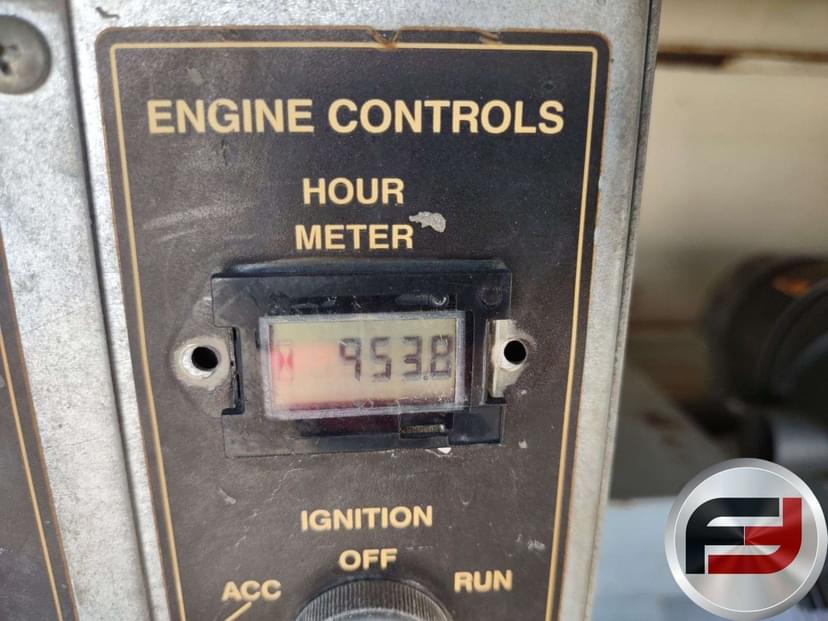 ENGINE CONTROLS
HOUR
METER
953.8
IGNITION
OFF
ACC RUN